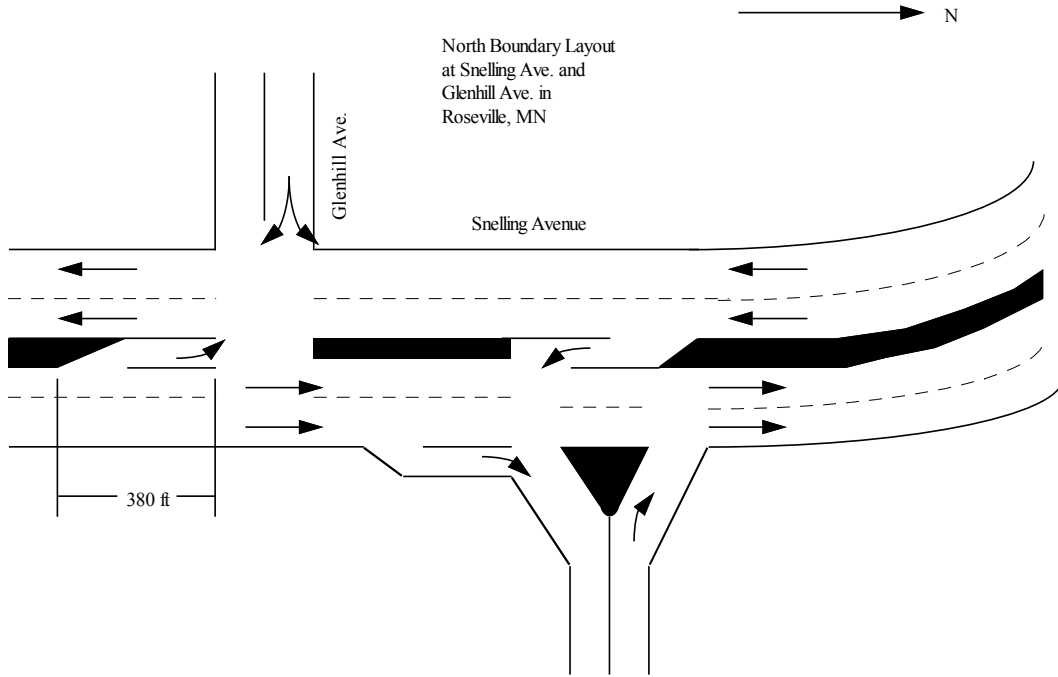 N
North Boundary Layout
at Snelling Ave. and
Glenhill Ave. in
Roseville, MN
Glenhill Ave.
Snelling Avenue
380 ft